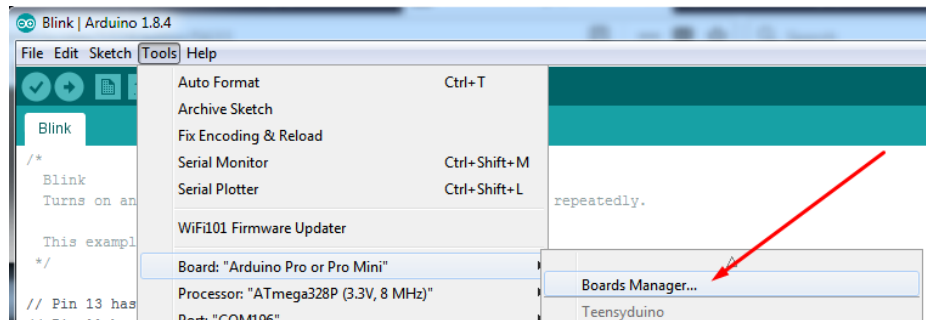 Blink | Arduino 1.8.4
File Edit Sketch Tools Help
Auto Format Ctrl+T
Archive Sketch
Fix Encoding & Reload
Serial Monitor Ctrl+Shift+M
Serial Plotter Ctrl+Shift+L
WiFi101 Firmware Updater
Board: "Arduino Pro or Pro Mini"
Processor: "ATmega328P (3.3V, 8 MHz)"
Port: "COM196"
Boards Manager...
Teensyduino
Blink
/*
Blink
Turns on an repeatedly.
This exampl
*/
// Pin 13 has